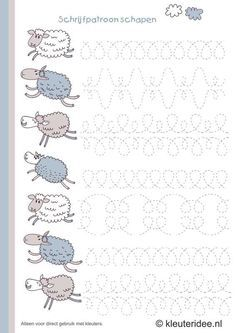 Schrijfpatroon schapen
Alleen voor direct gebruik met kleuters.
© kleuteridee.nl